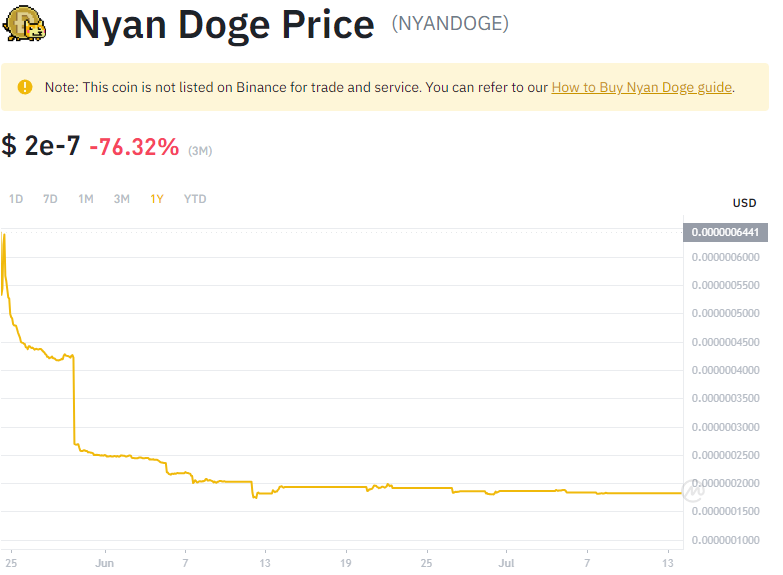 Nyan Doge Price (NYANDOGE)
Note: This coin is not listed on Binance for trade and service. You can refer to our How to Buy Nyan Doge guide.
$ 2e-7 -76.32% (3M)
1D 7D 1M 3M 1Y YTD
USD
0.0000006441
0.0000006000
0.0000005500
0.0000005000
0.0000004500
0.0000004000
0.0000003500
0.0000003000
0.0000002500
0.0000002000
0.0000001500
0.0000001000
25 Jun 7 13 19 25 Jul 7 13